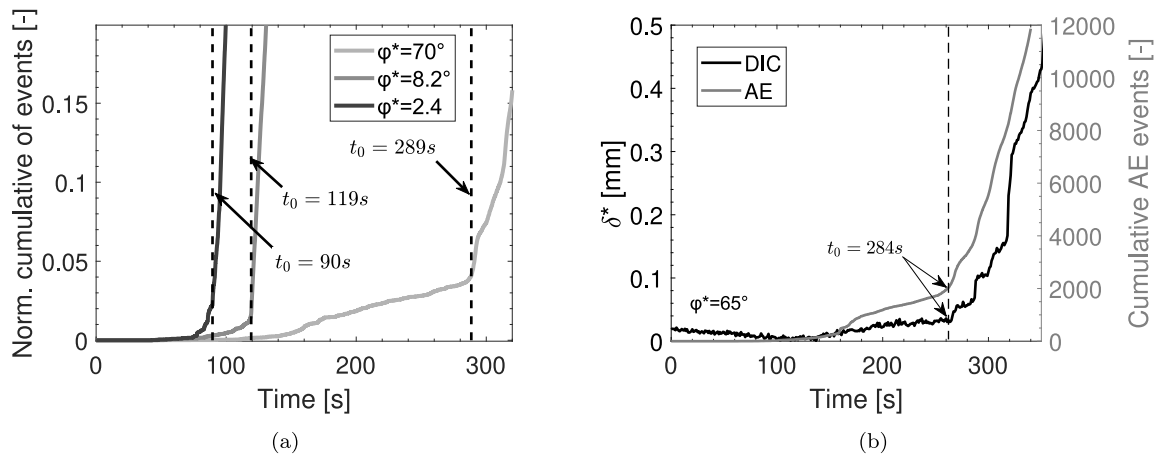 Norm. cumulative of events [-]
0.15
0.1
0.05
0
0
100
200
300
Time [s]
φ*=70°
φ*=8.2°
φ*=2.4
t₀ = 289s
t₀ = 119s
t₀ = 90s
(a)
δ* [mm]
0.5
0.4
0.3
0.2
0.1
0
0
100
200
300
Time [s]
DIC
AE
t₀ = 284s
φ*=65°
12000
10000
8000
6000
4000
2000
0
Cumulative AE events [-]
(b)